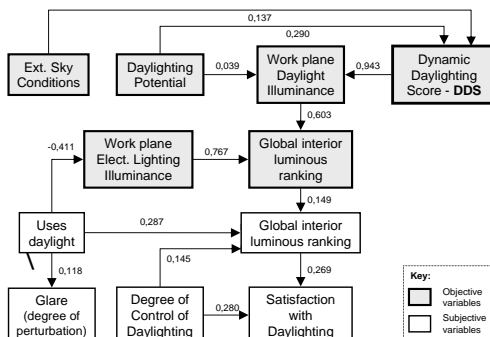 0,137
0,290
Ext. Sky
Conditions
Daylighting
Potential
0,039
Work plane
Daylight
Illuminance
0,943
Dynamic
Daylighting
Score - DDS
0,603
-0,411
Work plane
Elect. Lighting
Illuminance
0,767
Global interior
luminous
ranking
0,149
Uses
daylight
0,287
Global interior
luminous ranking
0,145
0,118
0,269
Glare
(degree of
perturbation)
Degree of
Control of
Daylighting
0,280
Satisfaction
with
Daylighting
Key:
Objective
variables
Subjective
variables